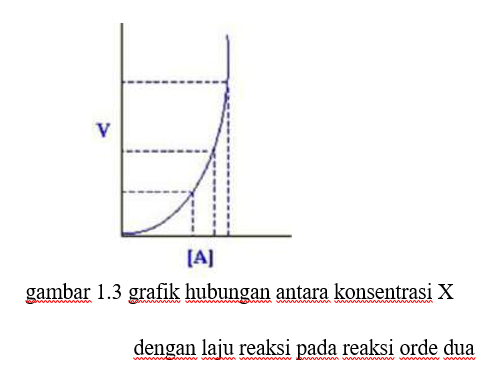 V
[A]
gambar 1.3 grafik hubungan antara konsentrasi X
dengan laju reaksi pada reaksi orde dua